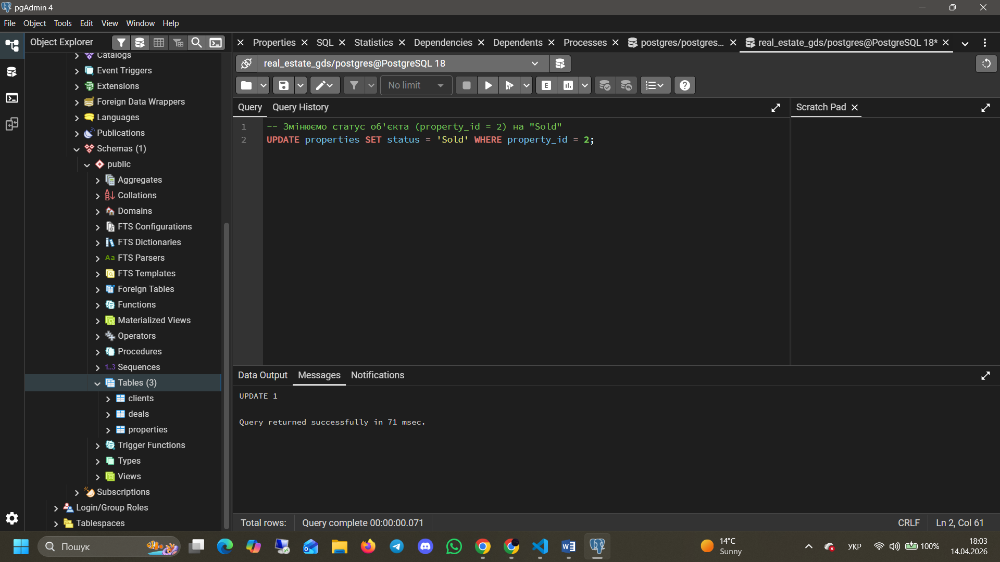 pgAdmin 4
File Object Tools Edit View Window Help
Object Explorer
Properties SQL Statistics Dependencies Dependents Processes postgres/postgres... real_estate_gds/postgres@PostgreSQL 18*
real_estate_gds/postgres@PostgreSQL 18
No limit
E
Catalogs
Event Triggers
Extensions
Foreign Data Wrappers
Languages
Publications
Schemas (1)
public
Aggregates
Collations
Domains
FTS Configurations
FTS Dictionaries
Aa FTS Parsers
FTS Templates
Foreign Tables
Functions
Materialized Views
Operators
Procedures
1..3 Sequences
Tables (3)
clients
deals
properties
Trigger Functions
Types
Views
Subscriptions
Login/Group Roles
Tablespaces
Query Query History
Scratch Pad
1 -- Змінюємо статус об'єкта (property_id = 2) на "Sold"
2 UPDATE properties SET status = 'Sold' WHERE property_id = 2;
Data Output Messages Notifications
UPDATE 1
Query returned successfully in 71 msec.
Total rows: Query complete 00:00:00.071 CRLF Ln 2, Col 61
Пошук
14°C
Sunny
УКР
100%
18:03
14.04.2026